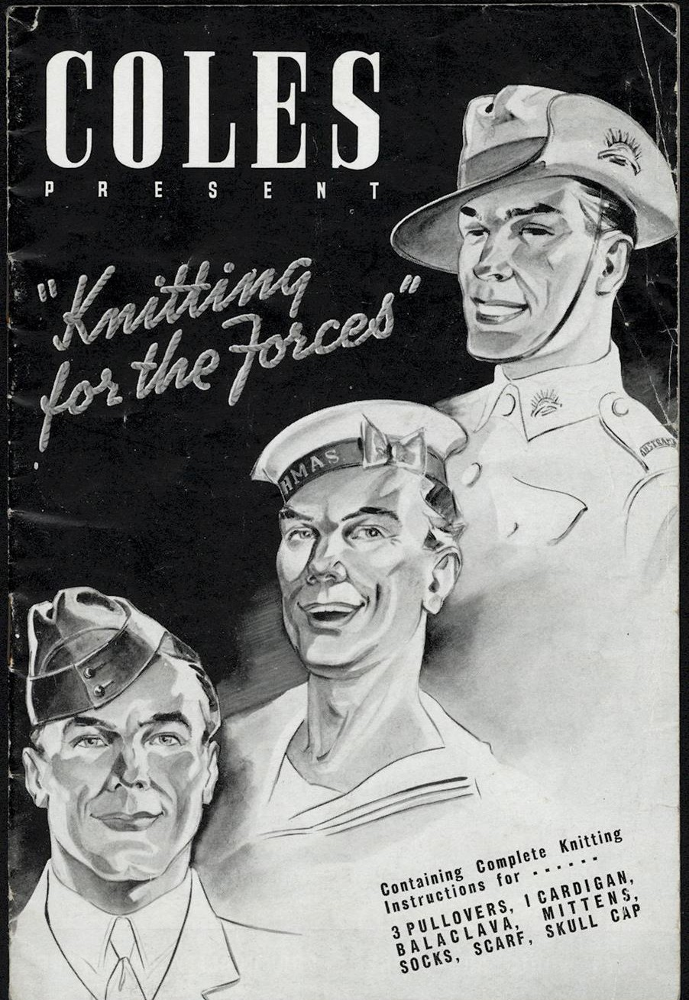 COLES
PRESENT
"Knitting
for the Forces"
HMAS
AUSTRALIA
Containing Complete Knitting
Instructions for ------
3 PULLOVERS, 1 CARDIGAN,
BALACLAVA, MITTENS,
SOCKS, SCARF, SKULL CAP